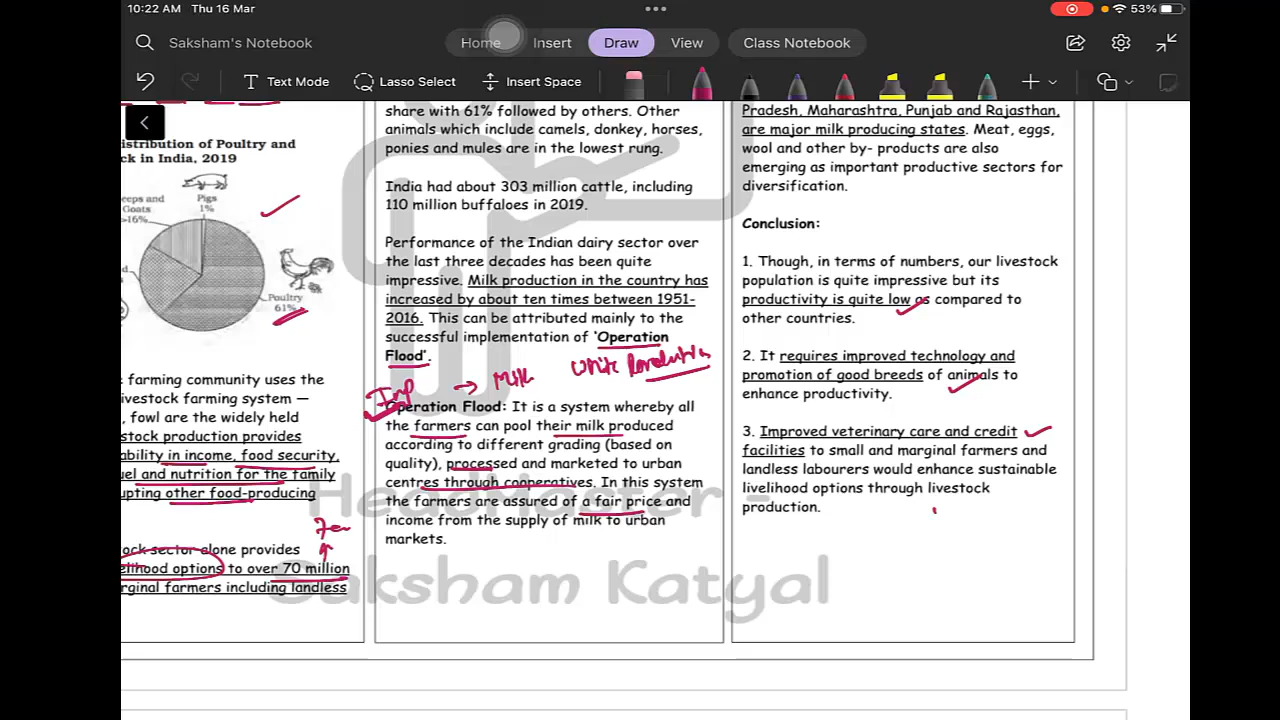 10:22 AM Thu 16 Mar
53%
Saksham's Notebook
Home
Insert
Draw
View
Class Notebook
Text Mode
Lasso Select
Insert Space
istribution of Poultry and
ck in India, 2019
Pigs
1%
eeps and
Goats
16%
Poultry
61%
farming community uses the
ivestock farming system —
, fowl are the widely held
stock production provides
ability in income, food security,
uel and nutrition for the family
upting other food-producing
7 cr
ock sector alone provides
elihood options to over 70 million
arginal farmers including landless
share with 61% followed by others. Other
animals which include camels, donkey, horses,
ponies and mules are in the lowest rung.
India had about 303 million cattle, including
110 million buffaloes in 2019.
Performance of the Indian dairy sector over
the last three decades has been quite
impressive. Milk production in the country has
increased by about ten times between 1951-
2016. This can be attributed mainly to the
successful implementation of 'Operation
Flood'.
→ Milk
White Revolution
Imp
Operation Flood: It is a system whereby all
the farmers can pool their milk produced
according to different grading (based on
quality), processed and marketed to urban
centres through cooperatives. In this system
the farmers are assured of a fair price and
income from the supply of milk to urban
markets.
Pradesh, Maharashtra, Punjab and Rajasthan,
are major milk producing states. Meat, eggs,
wool and other by- products are also
emerging as important productive sectors for
diversification.
Conclusion:
1. Though, in terms of numbers, our livestock
population is quite impressive but its
productivity is quite low as compared to
other countries.
2. It requires improved technology and
promotion of good breeds of animals to
enhance productivity.
3. Improved veterinary care and credit
facilities to small and marginal farmers and
landless labourers would enhance sustainable
livelihood options through livestock
production.
HeadMaster -
Saksham Katyal